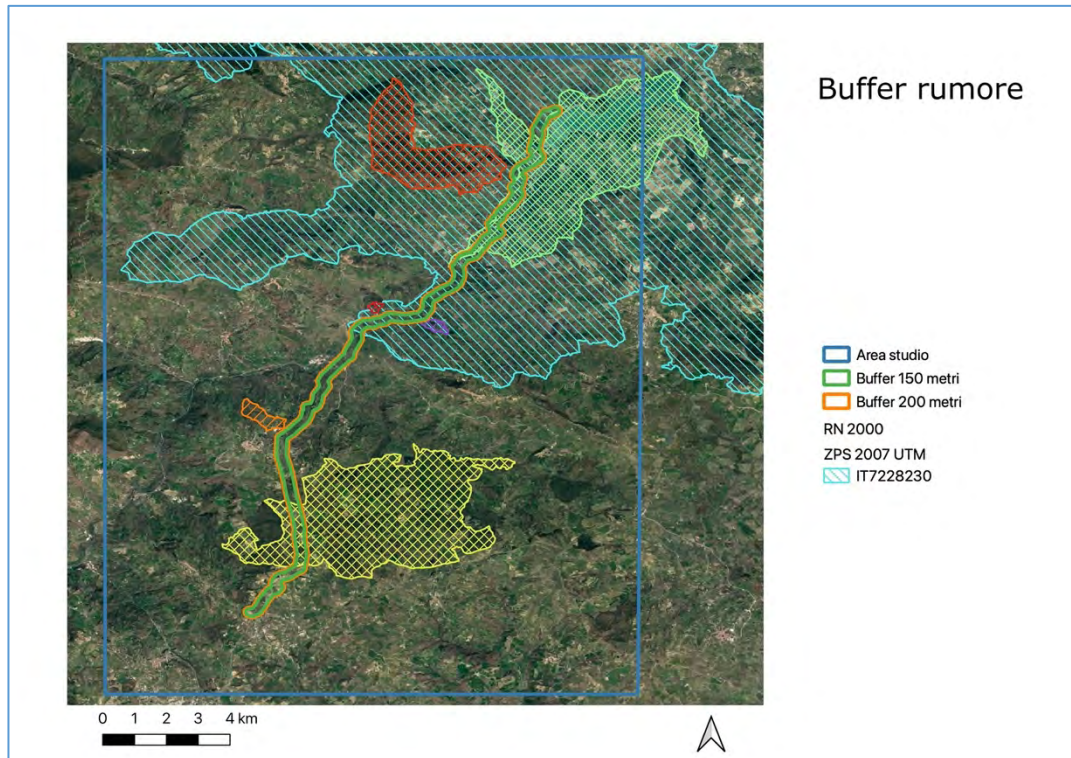 Buffer rumore
Area studio
Buffer 150 metri
Buffer 200 metri
RN 2000
ZPS 2007 UTM
IT7228230
0 1 2 3 4 km